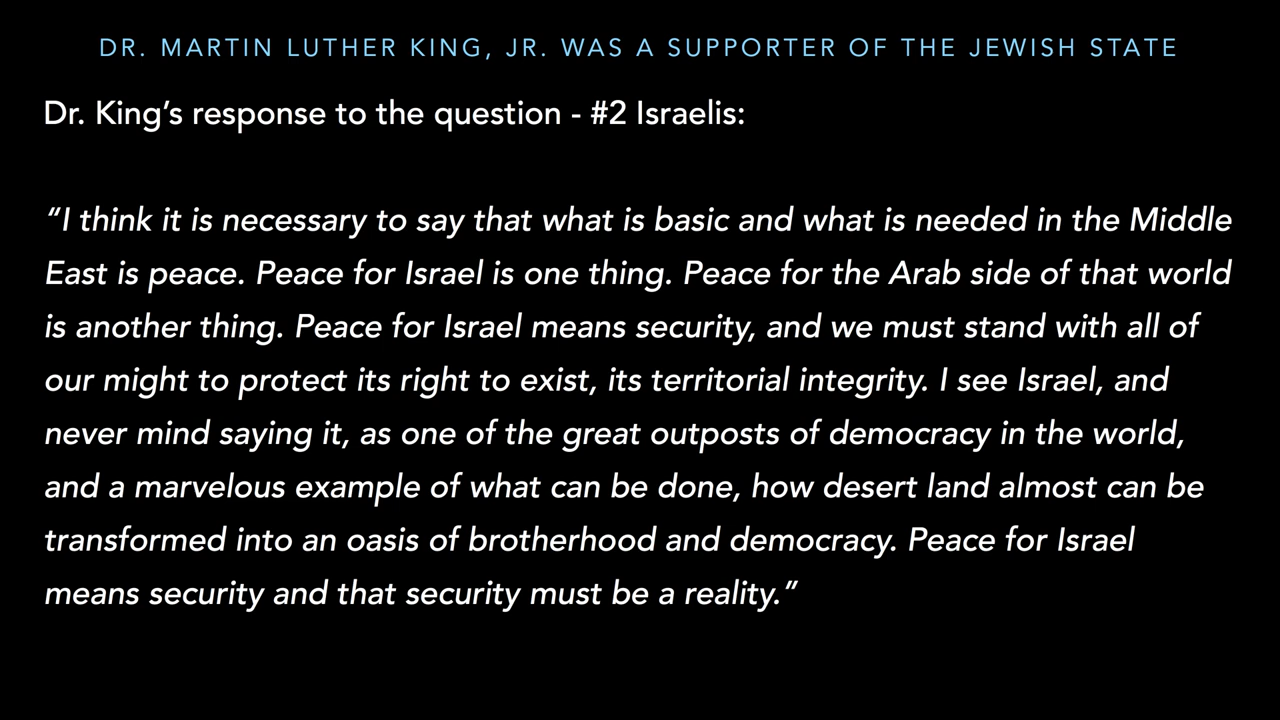 DR. MARTIN LUTHER KING, JR. WAS A SUPPORTER OF THE JEWISH STATE
Dr. King’s response to the question - #2 Israelis:
“I think it is necessary to say that what is basic and what is needed in the Middle
East is peace. Peace for Israel is one thing. Peace for the Arab side of that world
is another thing. Peace for Israel means security, and we must stand with all of
our might to protect its right to exist, its territorial integrity. I see Israel, and
never mind saying it, as one of the great outposts of democracy in the world,
and a marvelous example of what can be done, how desert land almost can be
transformed into an oasis of brotherhood and democracy. Peace for Israel
means security and that security must be a reality.”